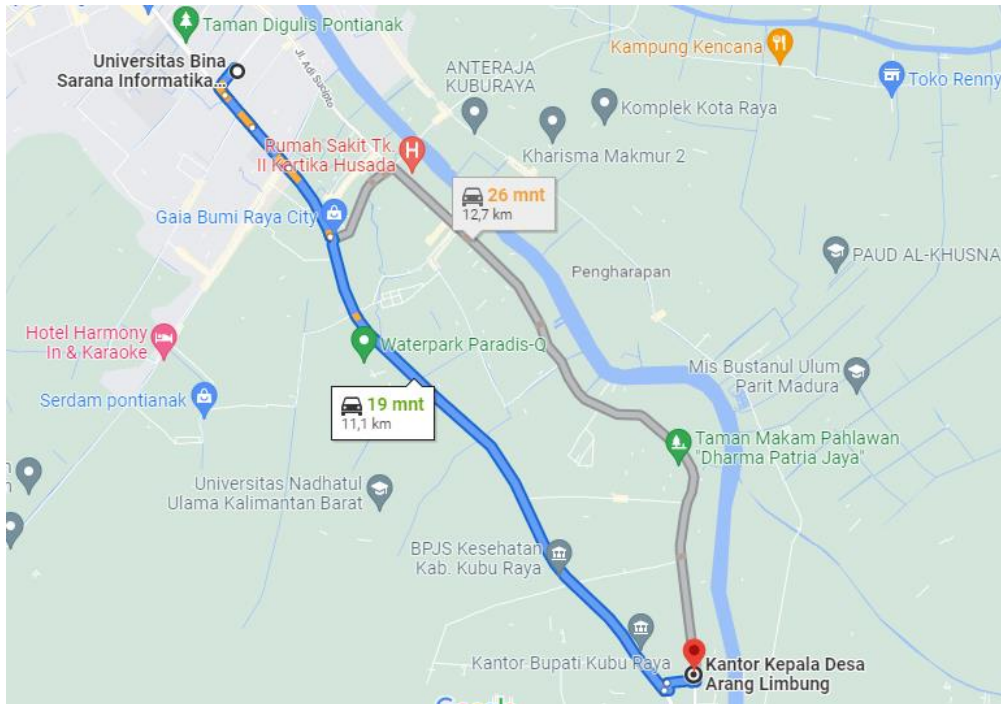 Taman Digulis Pontianak
Universitas Bina
Sarana Informatika...
Jl. Adi Sucipto
Kampung Kencana
Toko Renny
ANTERAJA
KUBURAYA
Komplek Kota Raya
Kharisma Makmur 2
Rumah Sakit Tk.
II Kartika Husada
26 mnt
12,7 km
Gaia Bumi Raya City
PAUD AL-KHUSNA
Pengharapan
Hotel Harmony
In & Karaoke
Waterpark Paradis-Q
Mis Bustanul Ulum
Parit Madura
Serdam pontianak
19 mnt
11,1 km
Taman Makam Pahlawan
"Dharma Patria Jaya"
Universitas Nadhatul
Ulama Kalimantan Barat
BPJS Kesehatan
Kab. Kubu Raya
Kantor Bupati Kubu Raya
Kantor Kepala Desa
Arang Limbung